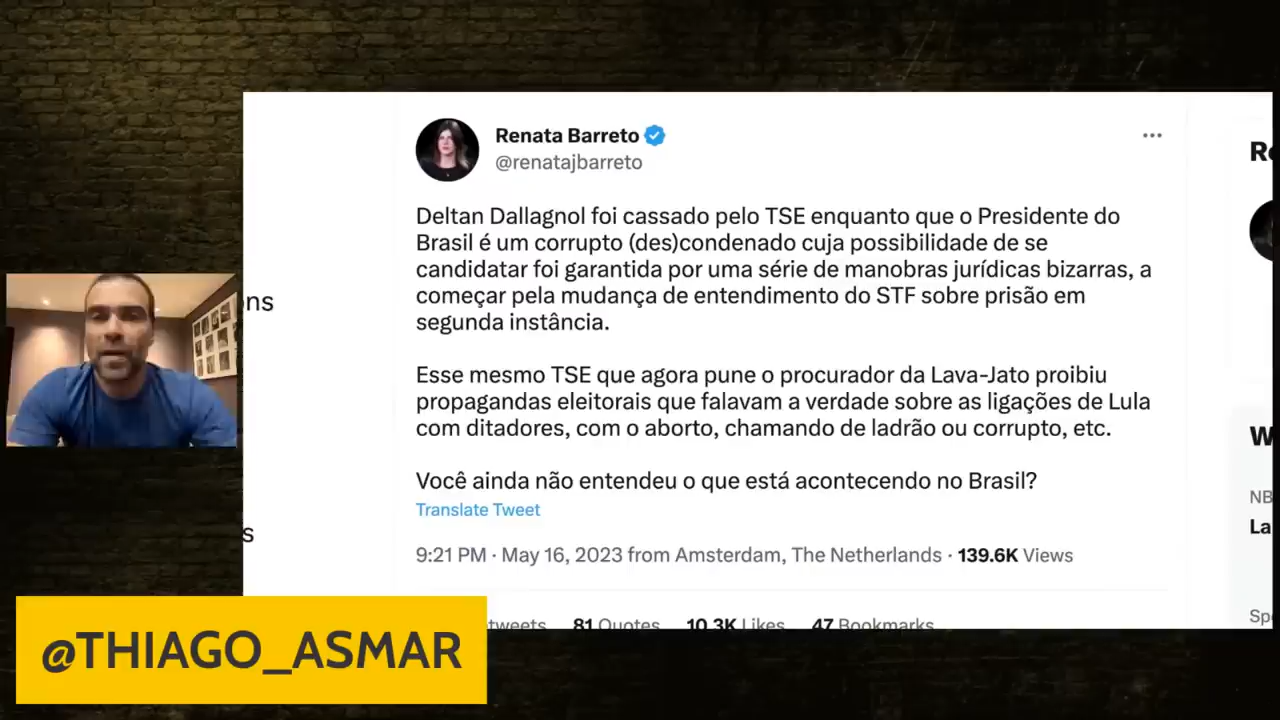 Renata Barreto
@renatajbarreto
Deltan Dallagnol foi cassado pelo TSE enquanto que o Presidente do
Brasil é um corrupto (des)condenado cuja possibilidade de se
candidatar foi garantida por uma série de manobras jurídicas bizarras, a
começar pela mudança de entendimento do STF sobre prisão em
segunda instância.
Esse mesmo TSE que agora pune o procurador da Lava-Jato proibiu
propagandas eleitorais que falavam a verdade sobre as ligações de Lula
com ditadores, com o aborto, chamando de ladrão ou corrupto, etc.
Você ainda não entendeu o que está acontecendo no Brasil?
Translate Tweet
9:21 PM · May 16, 2023 from Amsterdam, The Netherlands · 139.6K Views
81 Quotes 10.3K Likes 47 Bookmarks
NB
@THIAGO_ASMAR